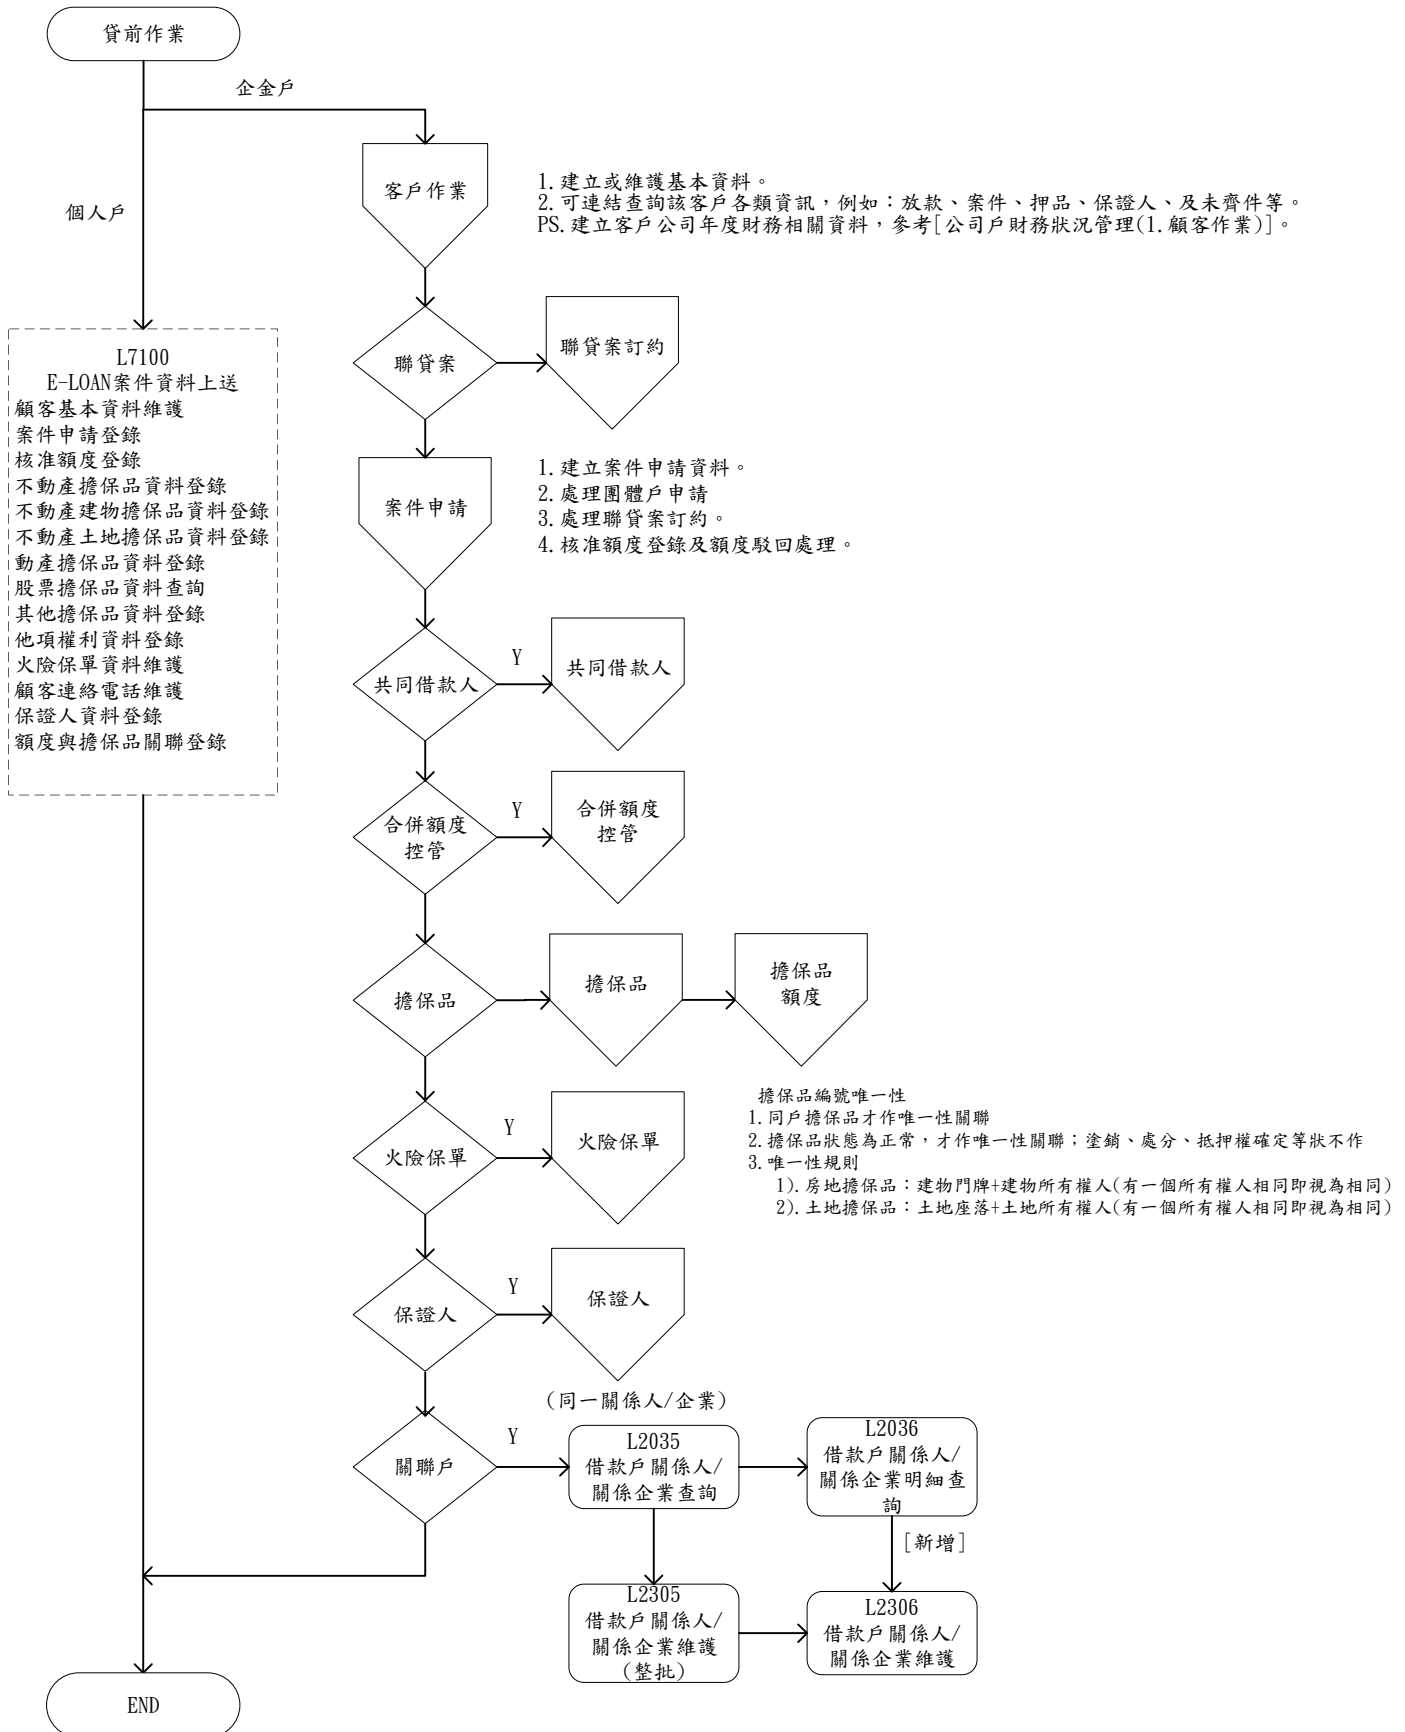 貸前作業
企金戶
個人戶
客戶作業
1.建立或維護基本資料。
2.可連結查詢該客戶各類資訊，例如：放款、案件、押品、保證人、及未齊件等。
PS.建立客戶公司年度財務相關資料，參考[公司戶財務狀況管理(1.顧客作業)]。
聯貸案
聯貸案訂約
L7100
E-LOAN案件資料上送
顧客基本資料維護
案件申請登錄
核准額度登錄
不動產擔保品資料登錄
不動產建物擔保品資料登錄
不動產土地擔保品資料登錄
動產擔保品資料登錄
股票擔保品資料查詢
其他擔保品資料登錄
他項權利資料登錄
火險保單資料維護
顧客連絡電話維護
保證人資料登錄
額度與擔保品關聯登錄
案件申請
1.建立案件申請資料。
2.處理團體戶申請
3.處理聯貸案訂約。
4.核准額度登錄及額度駁回處理。
共同借款人
Y
共同借款人
合併額度
控管
Y
合併額度
控管
擔保品
擔保品
擔保品
額度
擔保品編號唯一性
1.同戶擔保品才作唯一性關聯
2.擔保品狀態為正常，才作唯一性關聯；塗銷、處分、抵押權確定等狀不作
3.唯一性規則
1).房地擔保品：建物門牌+建物所有權人(有一個所有權人相同即視為相同)
2).土地擔保品：土地座落+土地所有權人(有一個所有權人相同即視為相同)
火險保單
Y
火險保單
保證人
Y
保證人
(同一關係人/企業)
關聯戶
Y
L2035
借款戶關係人/
關係企業查詢
L2036
借款戶關係人/
關係企業明細查
詢
[新增]
L2305
借款戶關係人/
關係企業維護
(整批)
L2306
借款戶關係人/
關係企業維護
END